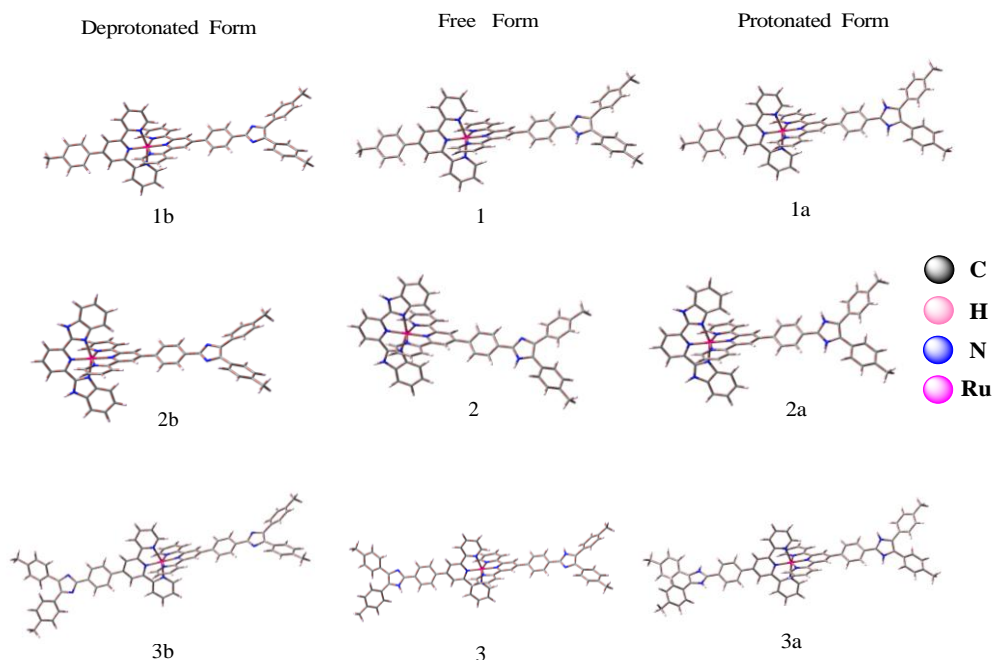 Deprotonated Form
Free Form
Protonated Form
1b
1
1a
C
H
N
Ru
2b
2
2a
3b
3
3a